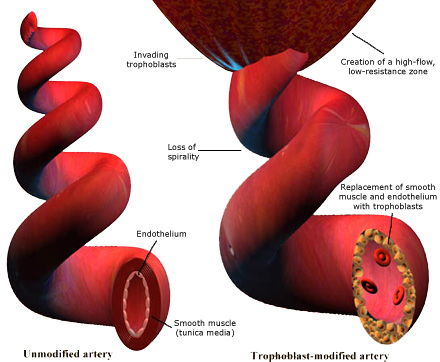 Invading
trophoblasts
Creation of a high-flow,
low-resistance zone
Loss of
spirality
Replacement of smooth
muscle and endothelium
with trophoblasts
Endothelium
Smooth muscle
(tunica media)
Unmodified artery
Trophoblast-modified artery